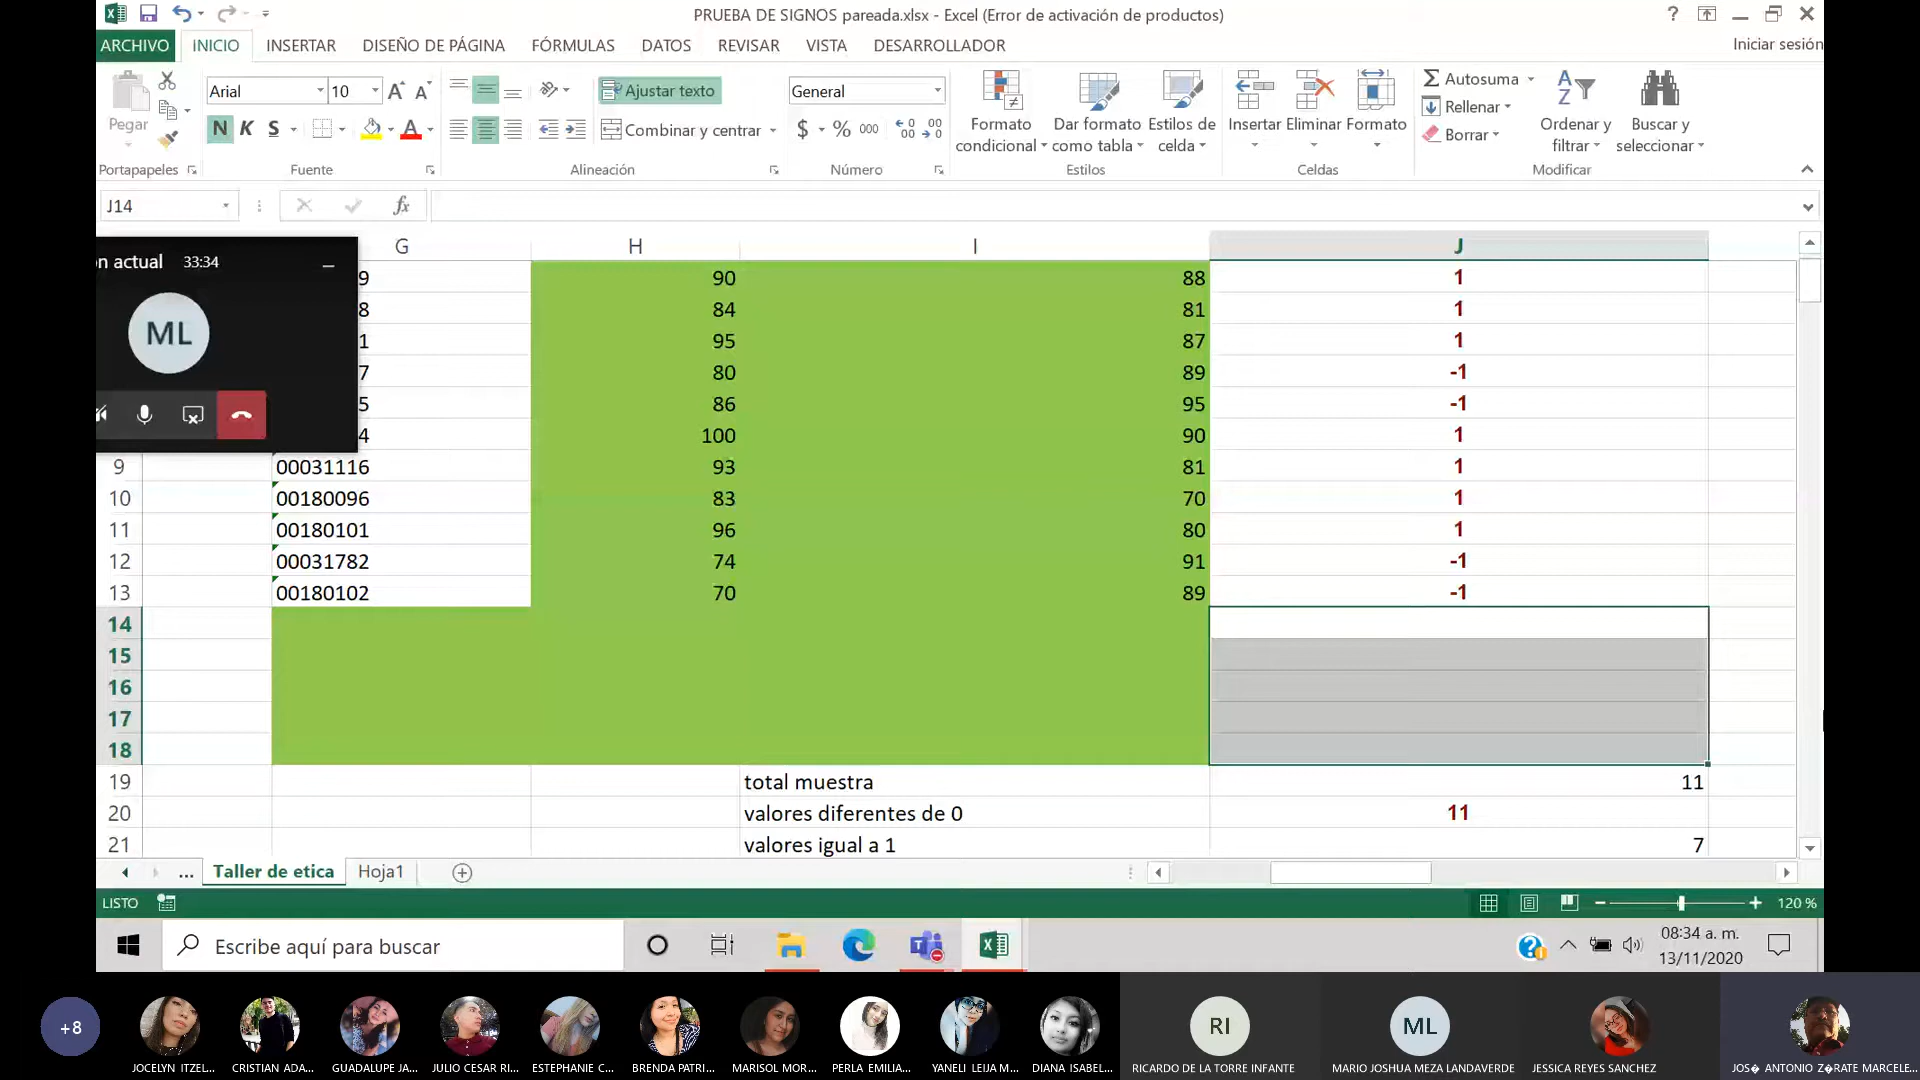 PRUEBA DE SIGNOS pareada.xlsx - Excel (Error de activación de productos)
ARCHIVO INICIO INSERTAR DISEÑO DE PÁGINA FÓRMULAS DATOS REVISAR VISTA DESARROLLADOR Iniciar sesión
Pegar Arial 10 Ajustar texto General Formato condicional Dar formato como tabla Estilos de celda Insertar Eliminar Formato Autosuma Rellenar Borrar Ordenar y filtrar Buscar y seleccionar
N K S Combinar y centrar $ % 000
Portapapeles Fuente Alineación Número Estilos Celdas Modificar
J14 fx
G H I J
n actual 33:34
ML
9 90 88 1
8 84 81 1
1 95 87 1
7 80 89 -1
5 86 95 -1
4 100 90 1
9 00031116 93 81 1
10 00180096 83 70 1
11 00180101 96 80 1
12 00031782 74 91 -1
13 00180102 70 89 -1
14
15
16
17
18
19 total muestra 11
20 valores diferentes de 0 11
21 valores igual a 1 7
... Taller de etica Hoja1
LISTO 120 %
Escribe aquí para buscar
08:34 a. m.
13/11/2020
+8 RI ML
JOCELYN ITZEL... CRISTIAN ADA... GUADALUPE JA... JULIO CESAR RI... ESTEPHANIE C... BRENDA PATRI... MARISOL MOR... PERLA EMILIA... YANELI LEIJA M... DIANA ISABEL... RICARDO DE LA TORRE INFANTE MARIO JOSHUA MEZA LANDAVERDE JESSICA REYES SANCHEZ JOS� ANTONIO Z�RATE MARCELE...